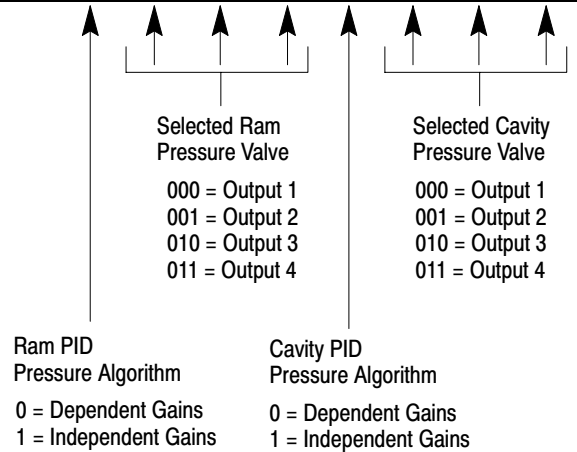 Selected Ram
Pressure Valve
000 = Output 1
001 = Output 2
010 = Output 3
011 = Output 4
Selected Cavity
Pressure Valve
000 = Output 1
001 = Output 2
010 = Output 3
011 = Output 4
Ram PID
Pressure Algorithm
0 = Dependent Gains
1 = Independent Gains
Cavity PID
Pressure Algorithm
0 = Dependent Gains
1 = Independent Gains